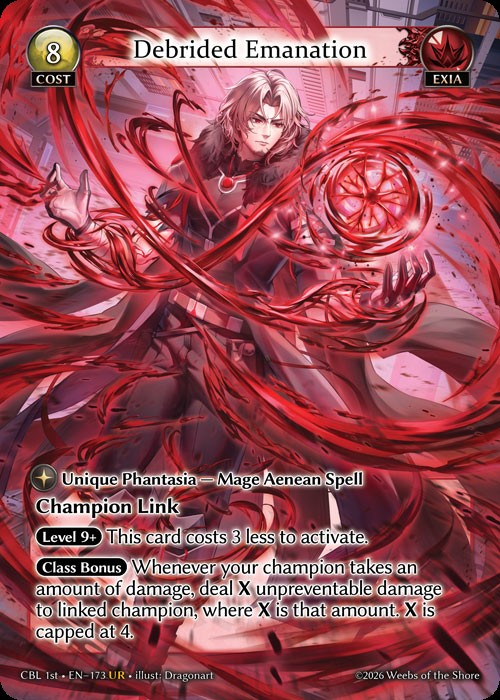 8
COST
Debrided Emanation
EXIA
Unique Phantasia — Mage Aenean Spell
Champion Link
Level 9+ This card costs 3 less to activate.
Class Bonus Whenever your champion takes an
amount of damage, deal X unpreventable damage
to linked champion, where X is that amount. X is
capped at 4.
CBL 1st • EN-173 UR • illust: Dragonart
©2026 Weebs of the Shore